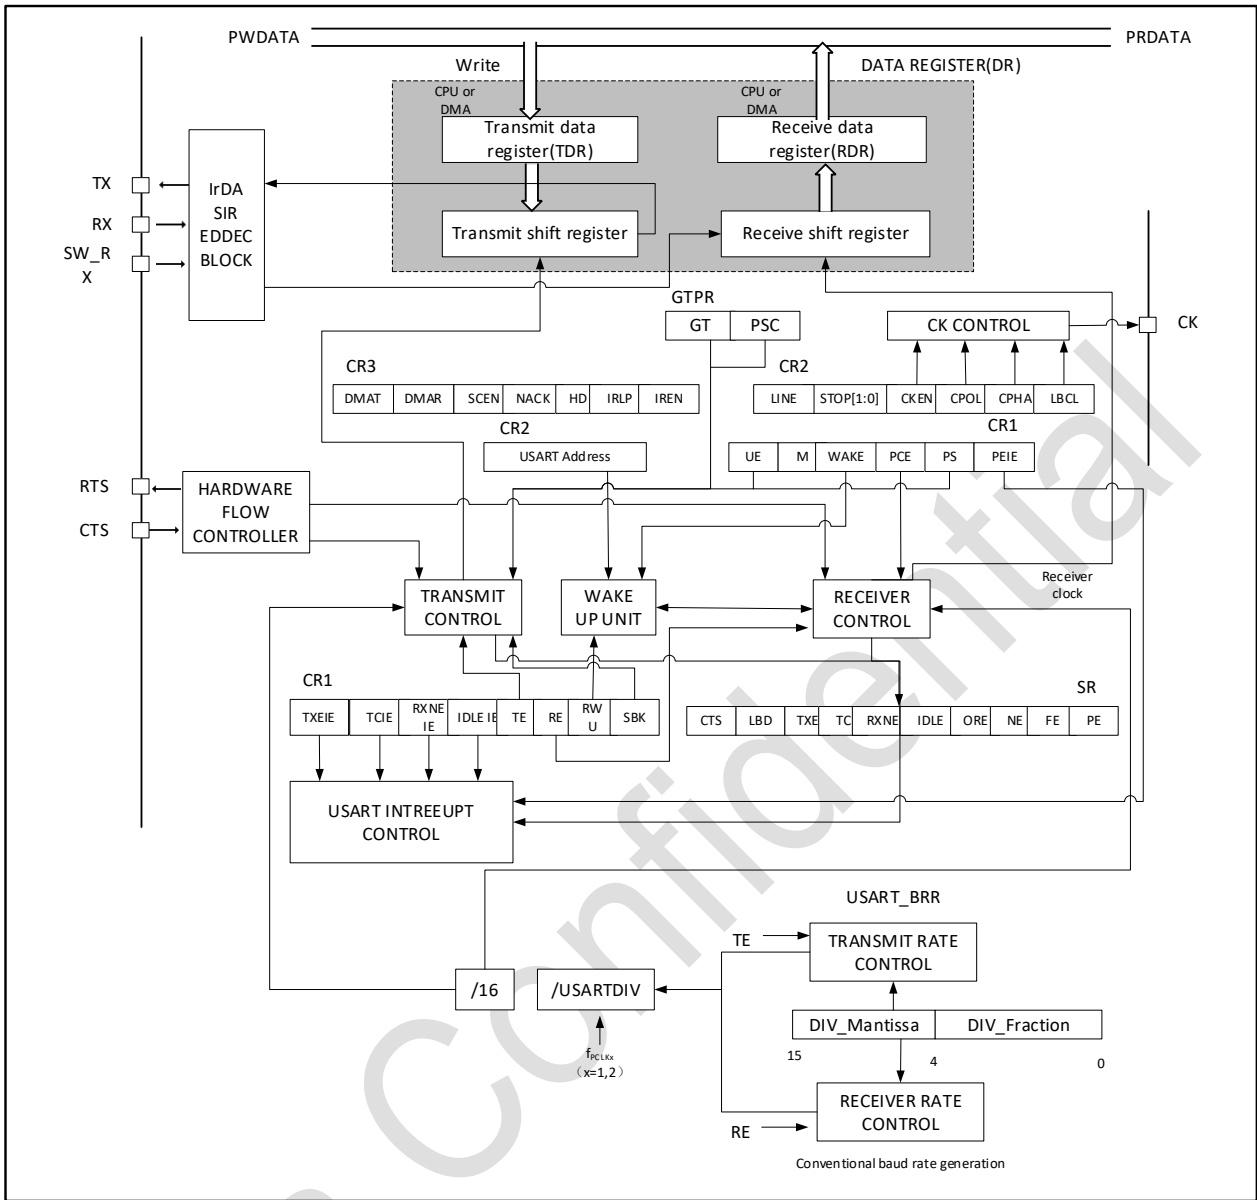 PWDATA
PRDATA
Write
DATA REGISTER(DR)
CPU or
DMA
CPU or
DMA
Transmit data
register(TDR)
Receive data
register(RDR)
TX
RX
SW_R
X
IrDA
SIR
EDDEC
BLOCK
Transmit shift register
Receive shift register
GTPR
GT
PSC
CK CONTROL
CK
CR3
DMAT
DMAR
SCEN
NACK
HD
IRLP
IREN
CR2
LINE
STOP[1:0]
CKEN
CPOL
CPHA
LBCL
CR2
USART Address
CR1
UE
M
WAKE
PCE
PS
PEIE
RTS
CTS
HARDWARE
FLOW
CONTROLLER
TRANSMIT
CONTROL
WAKE
UP UNIT
RECEIVER
CONTROL
Receiver
clock
CR1
TXEIE
TCIE
RXNE
IE
IDLE IE
TE
RE
RW
U
SBK
SR
CTS
LBD
TXE
TC
RXNE
IDLE
ORE
NE
FE
PE
USART INTREEUPT
CONTROL
USART_BRR
TE
TRANSMIT RATE
CONTROL
/16
/USARTDIV
fPCLKx
(x=1,2)
DIV_Mantissa
DIV_Fraction
15
4
0
RECEIVER RATE
CONTROL
RE
Conventional baud rate generation
Confidential